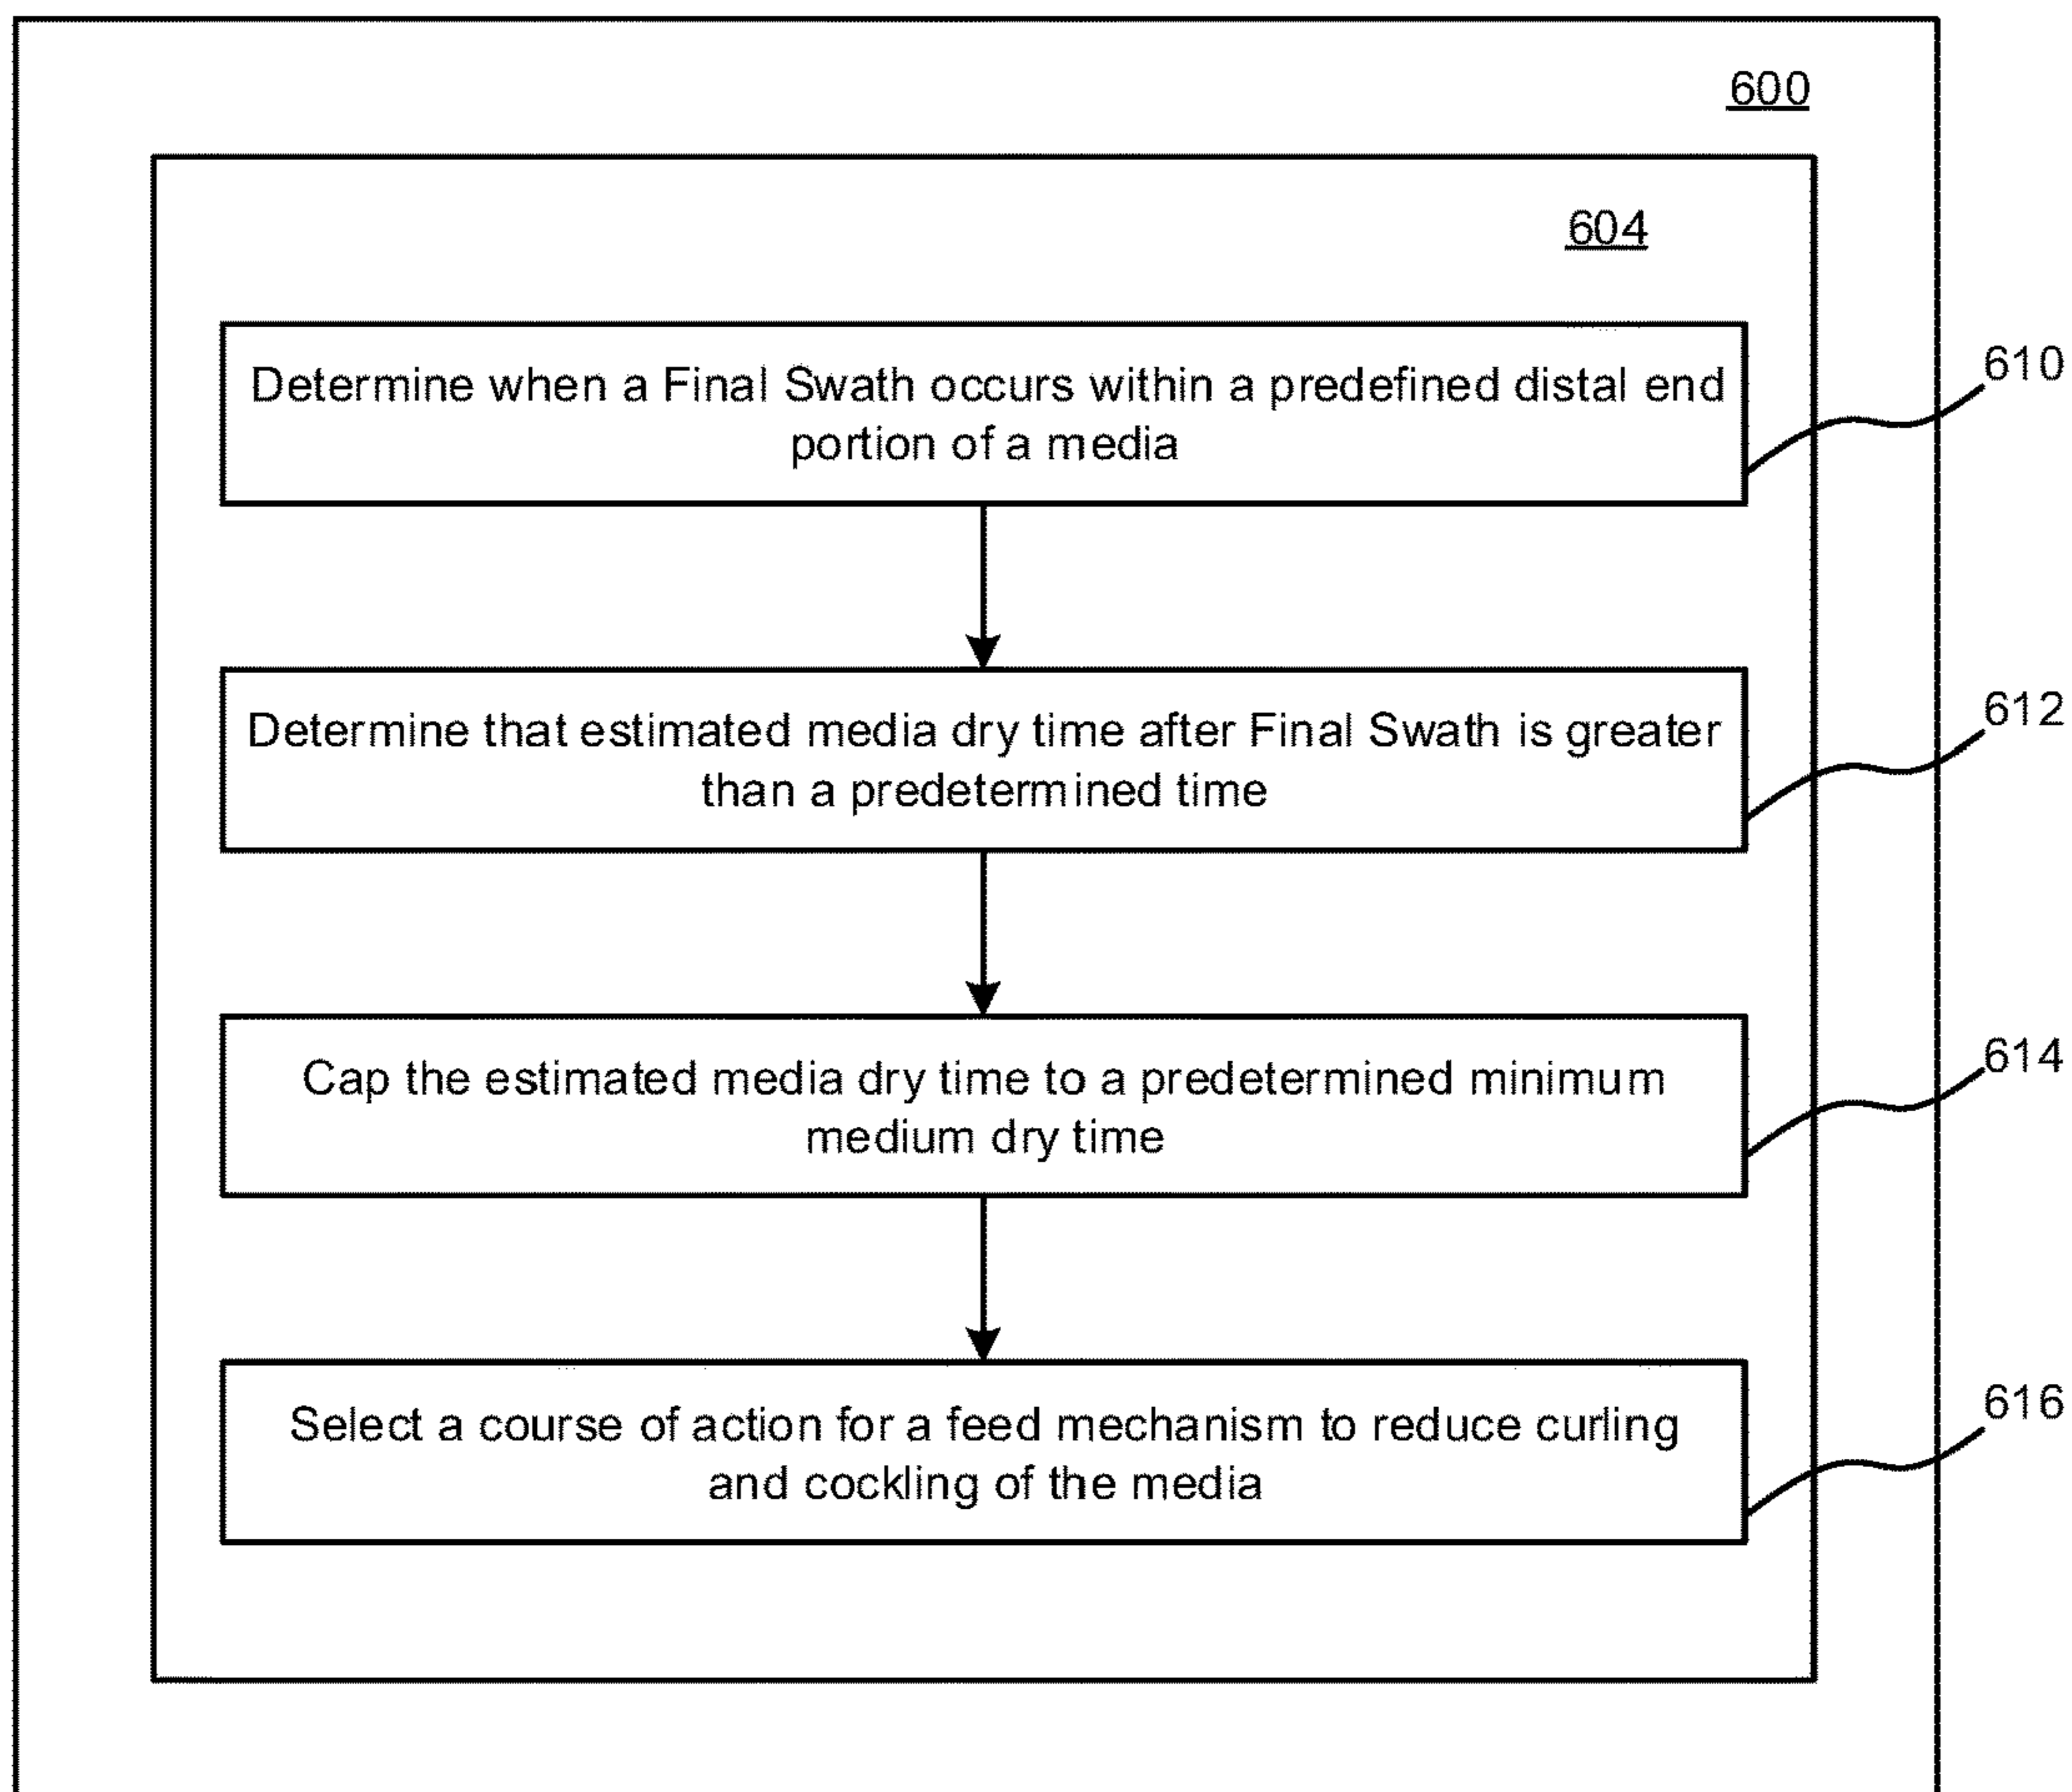 600
604
Determine when a Final Swath occurs within a predefined distal end
portion of a media
610
Determine that estimated media dry time after Final Swath is greater
than a predetermined time
612
Cap the estimated media dry time to a predetermined minimum
medium dry time
614
Select a course of action for a feed mechanism to reduce curling
and cockling of the media
616